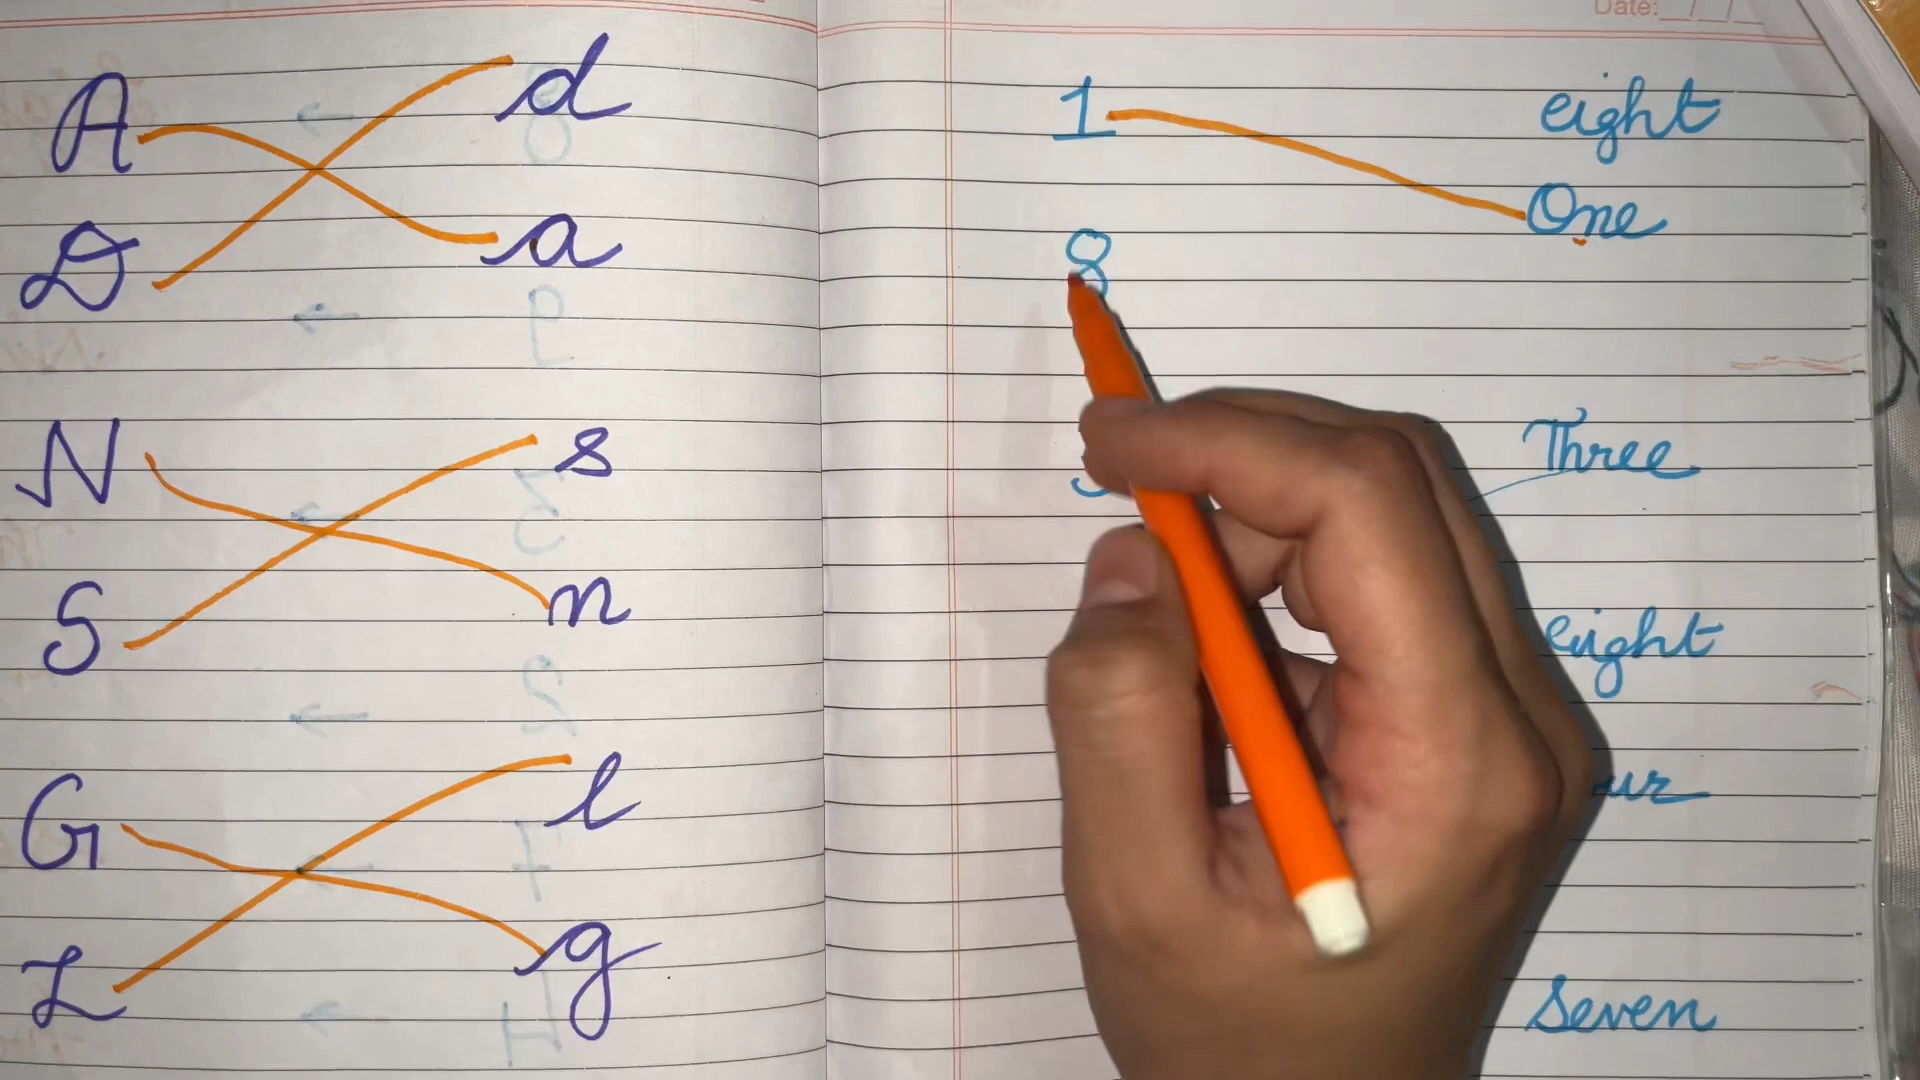 Date:
A d
D a
N s
S n
G l
L g
1 eight
One
8
Three
eight
Seven